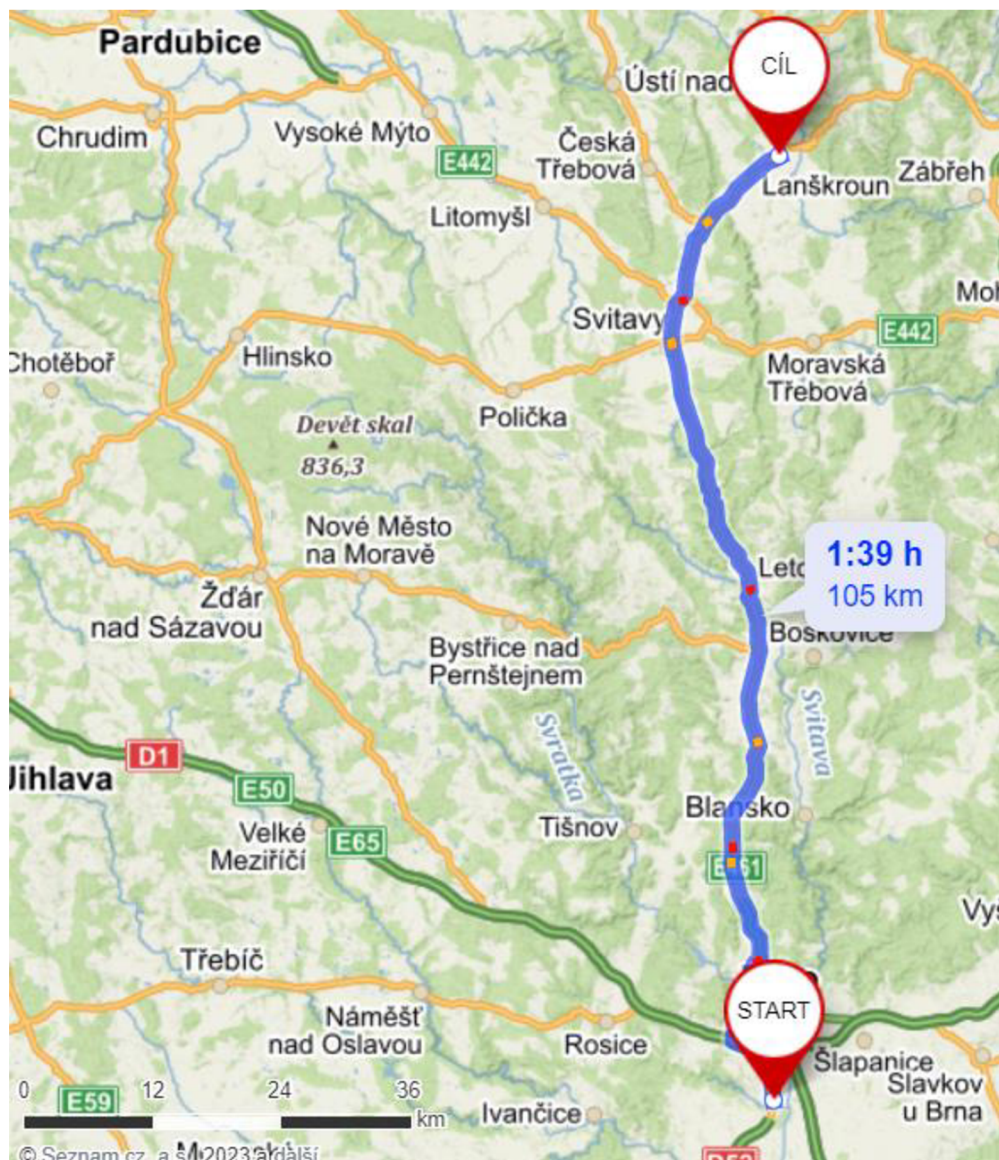 Pardubice
CÍL
Ústí nad
Chrudim
Vysoké Mýto
Česká
Třebová
E442
Zábřeh
Lanškroun
Litomyšl
Svitavy
E442
Hlinsko
Moravská
Třebová
Polička
Devět skal
836,3
Nové Město
na Moravě
1:39 h
105 km
Žďár
nad Sázavou
Boskovice
Bystřice nad
Pernštejnem
Svratka
Svitava
D1
Jihlava
E50
Blansko
Velké
Meziříčí
E65
Tišnov
Třebíč
START
Náměšť
nad Oslavou
Rosice
Šlapanice
Slavkov
u Brna
0 12 24 36
km
E59
Ivančice
© Seznam.cz, a.s., 2023 a další